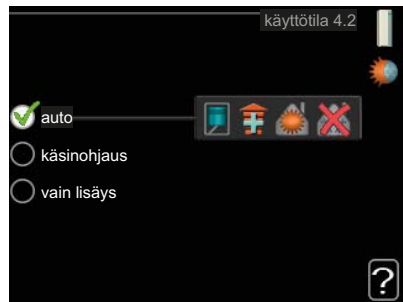 käyttötila 4.2
auto
käsinohjaus
vain lisäys
?